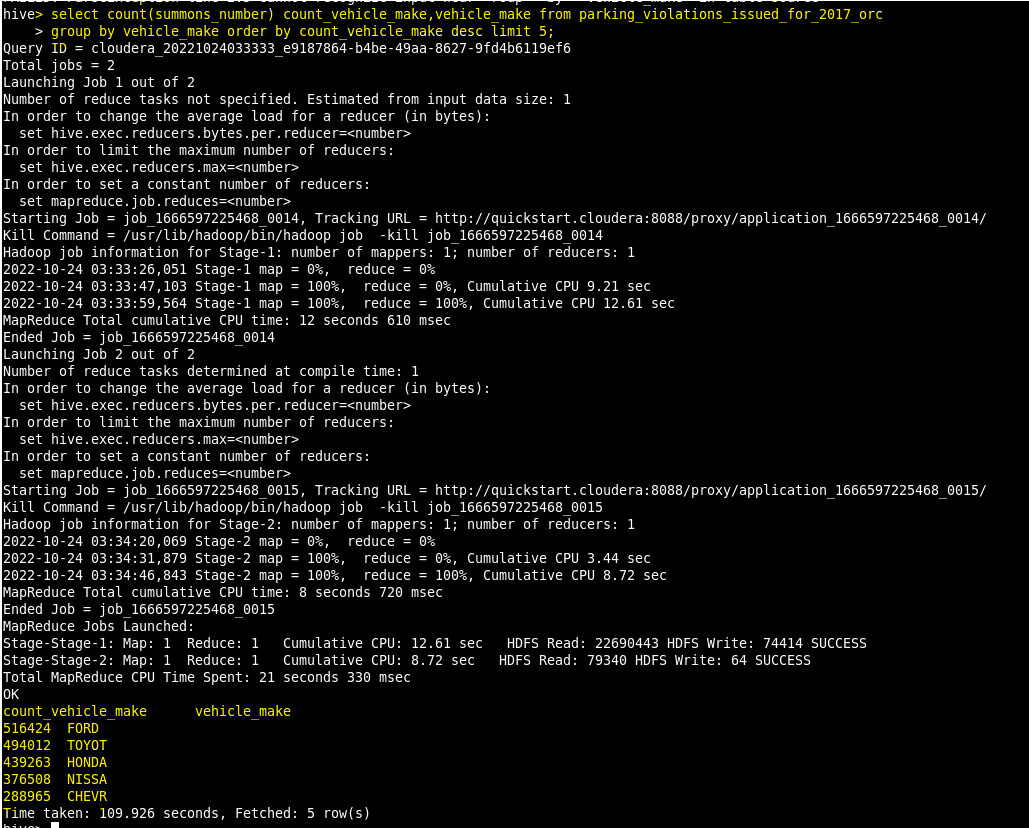 hive> select count(summons_number) count_vehicle_make,vehicle_make from parking_violations_issued_for_2017_orc
    > group by vehicle_make order by count_vehicle_make desc limit 5;
Query ID = cloudera_20221024033333_e9187864-b4be-49aa-8627-9fd4b6119ef6
Total jobs = 2
Launching Job 1 out of 2
Number of reduce tasks not specified. Estimated from input data size: 1
In order to change the average load for a reducer (in bytes):
  set hive.exec.reducers.bytes.per.reducer=<number>
In order to limit the maximum number of reducers:
  set hive.exec.reducers.max=<number>
In order to set a constant number of reducers:
  set mapreduce.job.reduces=<number>
Starting Job = job_1666597225468_0014, Tracking URL = http://quickstart.cloudera:8088/proxy/application_1666597225468_0014/
Kill Command = /usr/lib/hadoop/bin/hadoop job  -kill job_1666597225468_0014
Hadoop job information for Stage-1: number of mappers: 1; number of reducers: 1
2022-10-24 03:33:26,051 Stage-1 map = 0%,  reduce = 0%
2022-10-24 03:33:47,103 Stage-1 map = 100%,  reduce = 0%, Cumulative CPU 9.21 sec
2022-10-24 03:33:59,564 Stage-1 map = 100%,  reduce = 100%, Cumulative CPU 12.61 sec
MapReduce Total cumulative CPU time: 12 seconds 610 msec
Ended Job = job_1666597225468_0014
Launching Job 2 out of 2
Number of reduce tasks determined at compile time: 1
In order to change the average load for a reducer (in bytes):
  set hive.exec.reducers.bytes.per.reducer=<number>
In order to limit the maximum number of reducers:
  set hive.exec.reducers.max=<number>
In order to set a constant number of reducers:
  set mapreduce.job.reduces=<number>
Starting Job = job_1666597225468_0015, Tracking URL = http://quickstart.cloudera:8088/proxy/application_1666597225468_0015/
Kill Command = /usr/lib/hadoop/bin/hadoop job  -kill job_1666597225468_0015
Hadoop job information for Stage-2: number of mappers: 1; number of reducers: 1
2022-10-24 03:34:20,069 Stage-2 map = 0%,  reduce = 0%
2022-10-24 03:34:31,879 Stage-2 map = 100%,  reduce = 0%, Cumulative CPU 3.44 sec
2022-10-24 03:34:46,843 Stage-2 map = 100%,  reduce = 100%, Cumulative CPU 8.72 sec
MapReduce Total cumulative CPU time: 8 seconds 720 msec
Ended Job = job_1666597225468_0015
MapReduce Jobs Launched:
Stage-Stage-1: Map: 1  Reduce: 1   Cumulative CPU: 12.61 sec   HDFS Read: 22690443 HDFS Write: 74414 SUCCESS
Stage-Stage-2: Map: 1  Reduce: 1   Cumulative CPU: 8.72 sec   HDFS Read: 79340 HDFS Write: 64 SUCCESS
Total MapReduce CPU Time Spent: 21 seconds 330 msec
OK
count_vehicle_make      vehicle_make
516424  FORD
494012  TOYOT
439263  HONDA
376508  NISSA
288965  CHEVR
Time taken: 109.926 seconds, Fetched: 5 row(s)
hive>